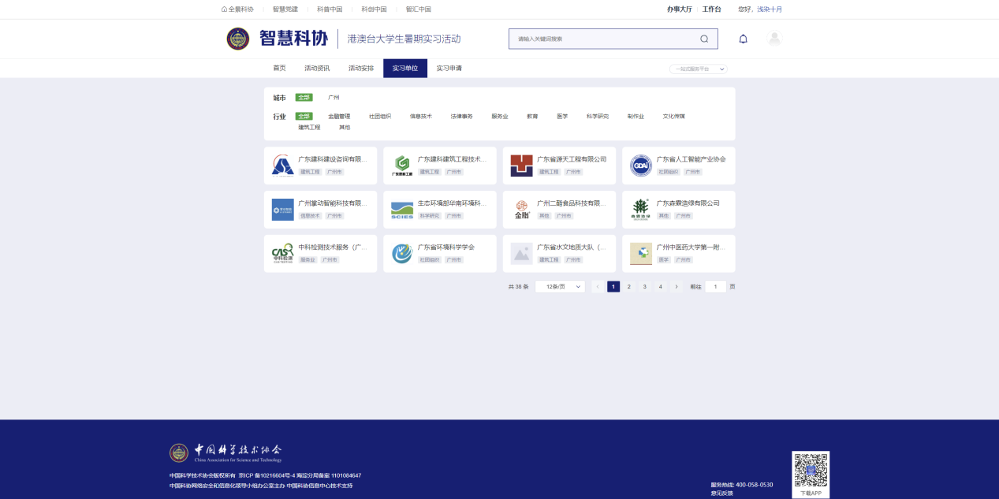 全景科协 智慧党建 科普中国 科创中国 智汇中国 办事大厅 工作台 您好，浅染十月
智慧科协 港澳台大学生暑期实习活动 请输入关键词搜索
首页 活动资讯 活动安排 实习单位 实习申请 一站式服务平台
城市 全部 广州
行业 全部 金融管理 社团组织 信息技术 法律事务 服务业 教育 医学 科学研究 制作业 文化传媒
建筑工程 其他
广东建科建设咨询有限... 广东建科建筑工程技术... 广东省源天工程有限公司 广东省人工智能产业协会
建筑工程 广州市 建筑工程 广州市 建筑工程 广州市 社团组织 广州市
GDAI
广州掌动智能科技有限... 生态环境部华南环境科... 广州二酯食品科技有限... 广东森霖造绿有限公司
信息技术 广州市 科学研究 广州市 其他 广州市 其他 广州市
SCIES 金脂
中科检测技术服务（广... 广东省环境科学学会 广东省水文地质大队（... 广州中医药大学第一附...
服务业 广州市 社团组织 广州市 建筑工程 广州市 医学 广州市
CAS 中科检测
共 38 条 12条/页 1 2 3 4 前往 1 页
中国科学技术协会
China Association for Science and Technology
中国科学技术协会版权所有 京ICP 备10216604号-4 海淀分局备案 1101084647
中国科协网络安全和信息化领导小组办公室主办 中国科协信息中心技术支持
服务热线: 400-058-0530
意见反馈
下载APP